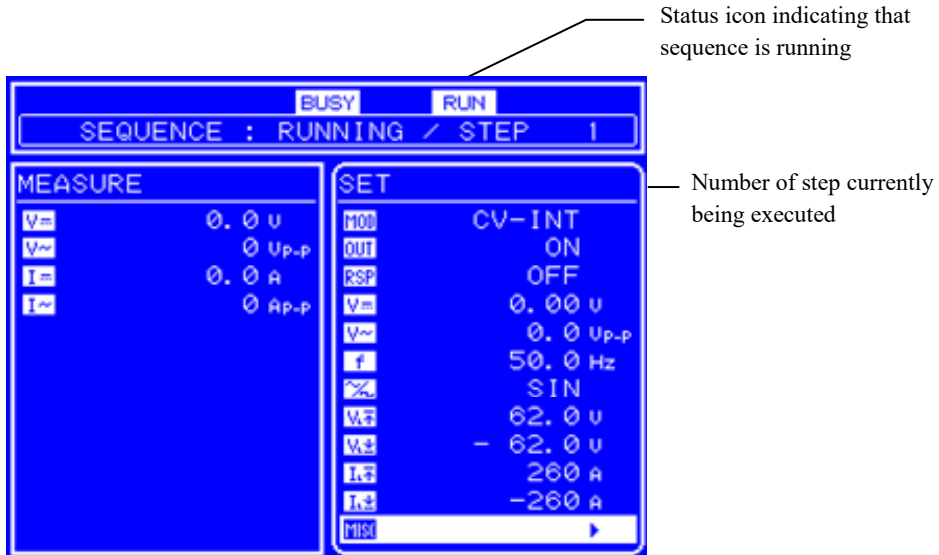 Status icon indicating that
sequence is running
BUSY RUN
SEQUENCE : RUNNING / STEP 1
MEASURE
V= 0.0 V
V~ 0 Vp-p
I= 0.0 A
I~ 0 Ap-p
SET
MOD CV-INT
OUT ON
RSP OFF
V= 0.00 V
V~ 0.0 Vp-p
f 50.0 Hz
SIN
V 62.0 V
V - 62.0 V
I 260 A
I -260 A
MISC
Number of step currently
being executed